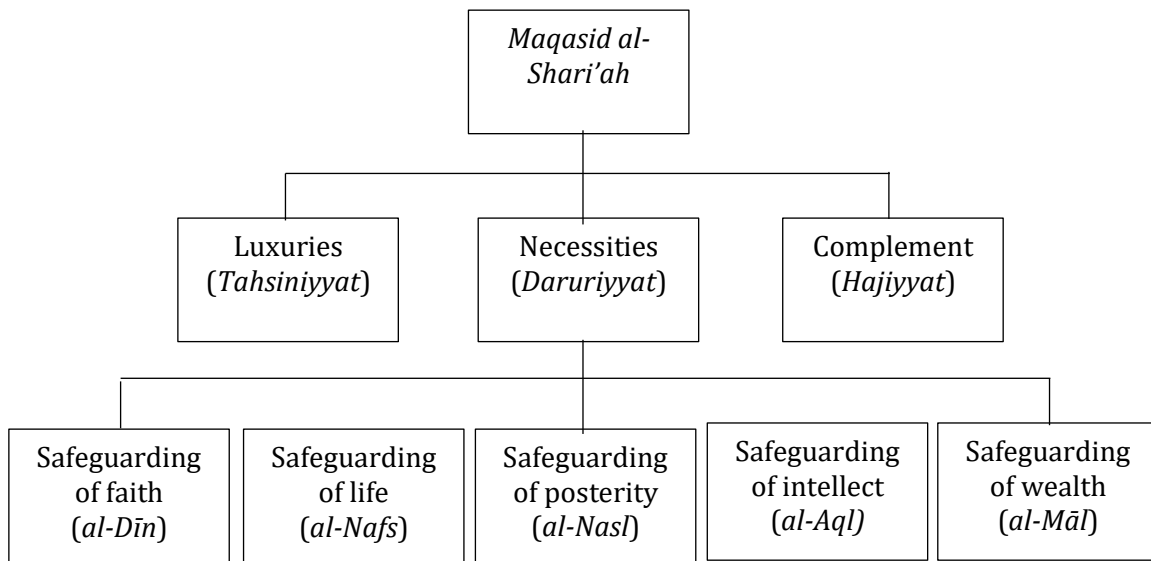 Maqasid al-
Shari’ah
Luxuries
(Tahsiniyyat)
Necessities
(Daruriyyat)
Complement
(Hajiyyat)
Safeguarding
of faith
(al-Dīn)
Safeguarding
of life
(al-Nafs)
Safeguarding
of posterity
(al-Nasl)
Safeguarding
of intellect
(al-Aql)
Safeguarding
of wealth
(al-Māl)